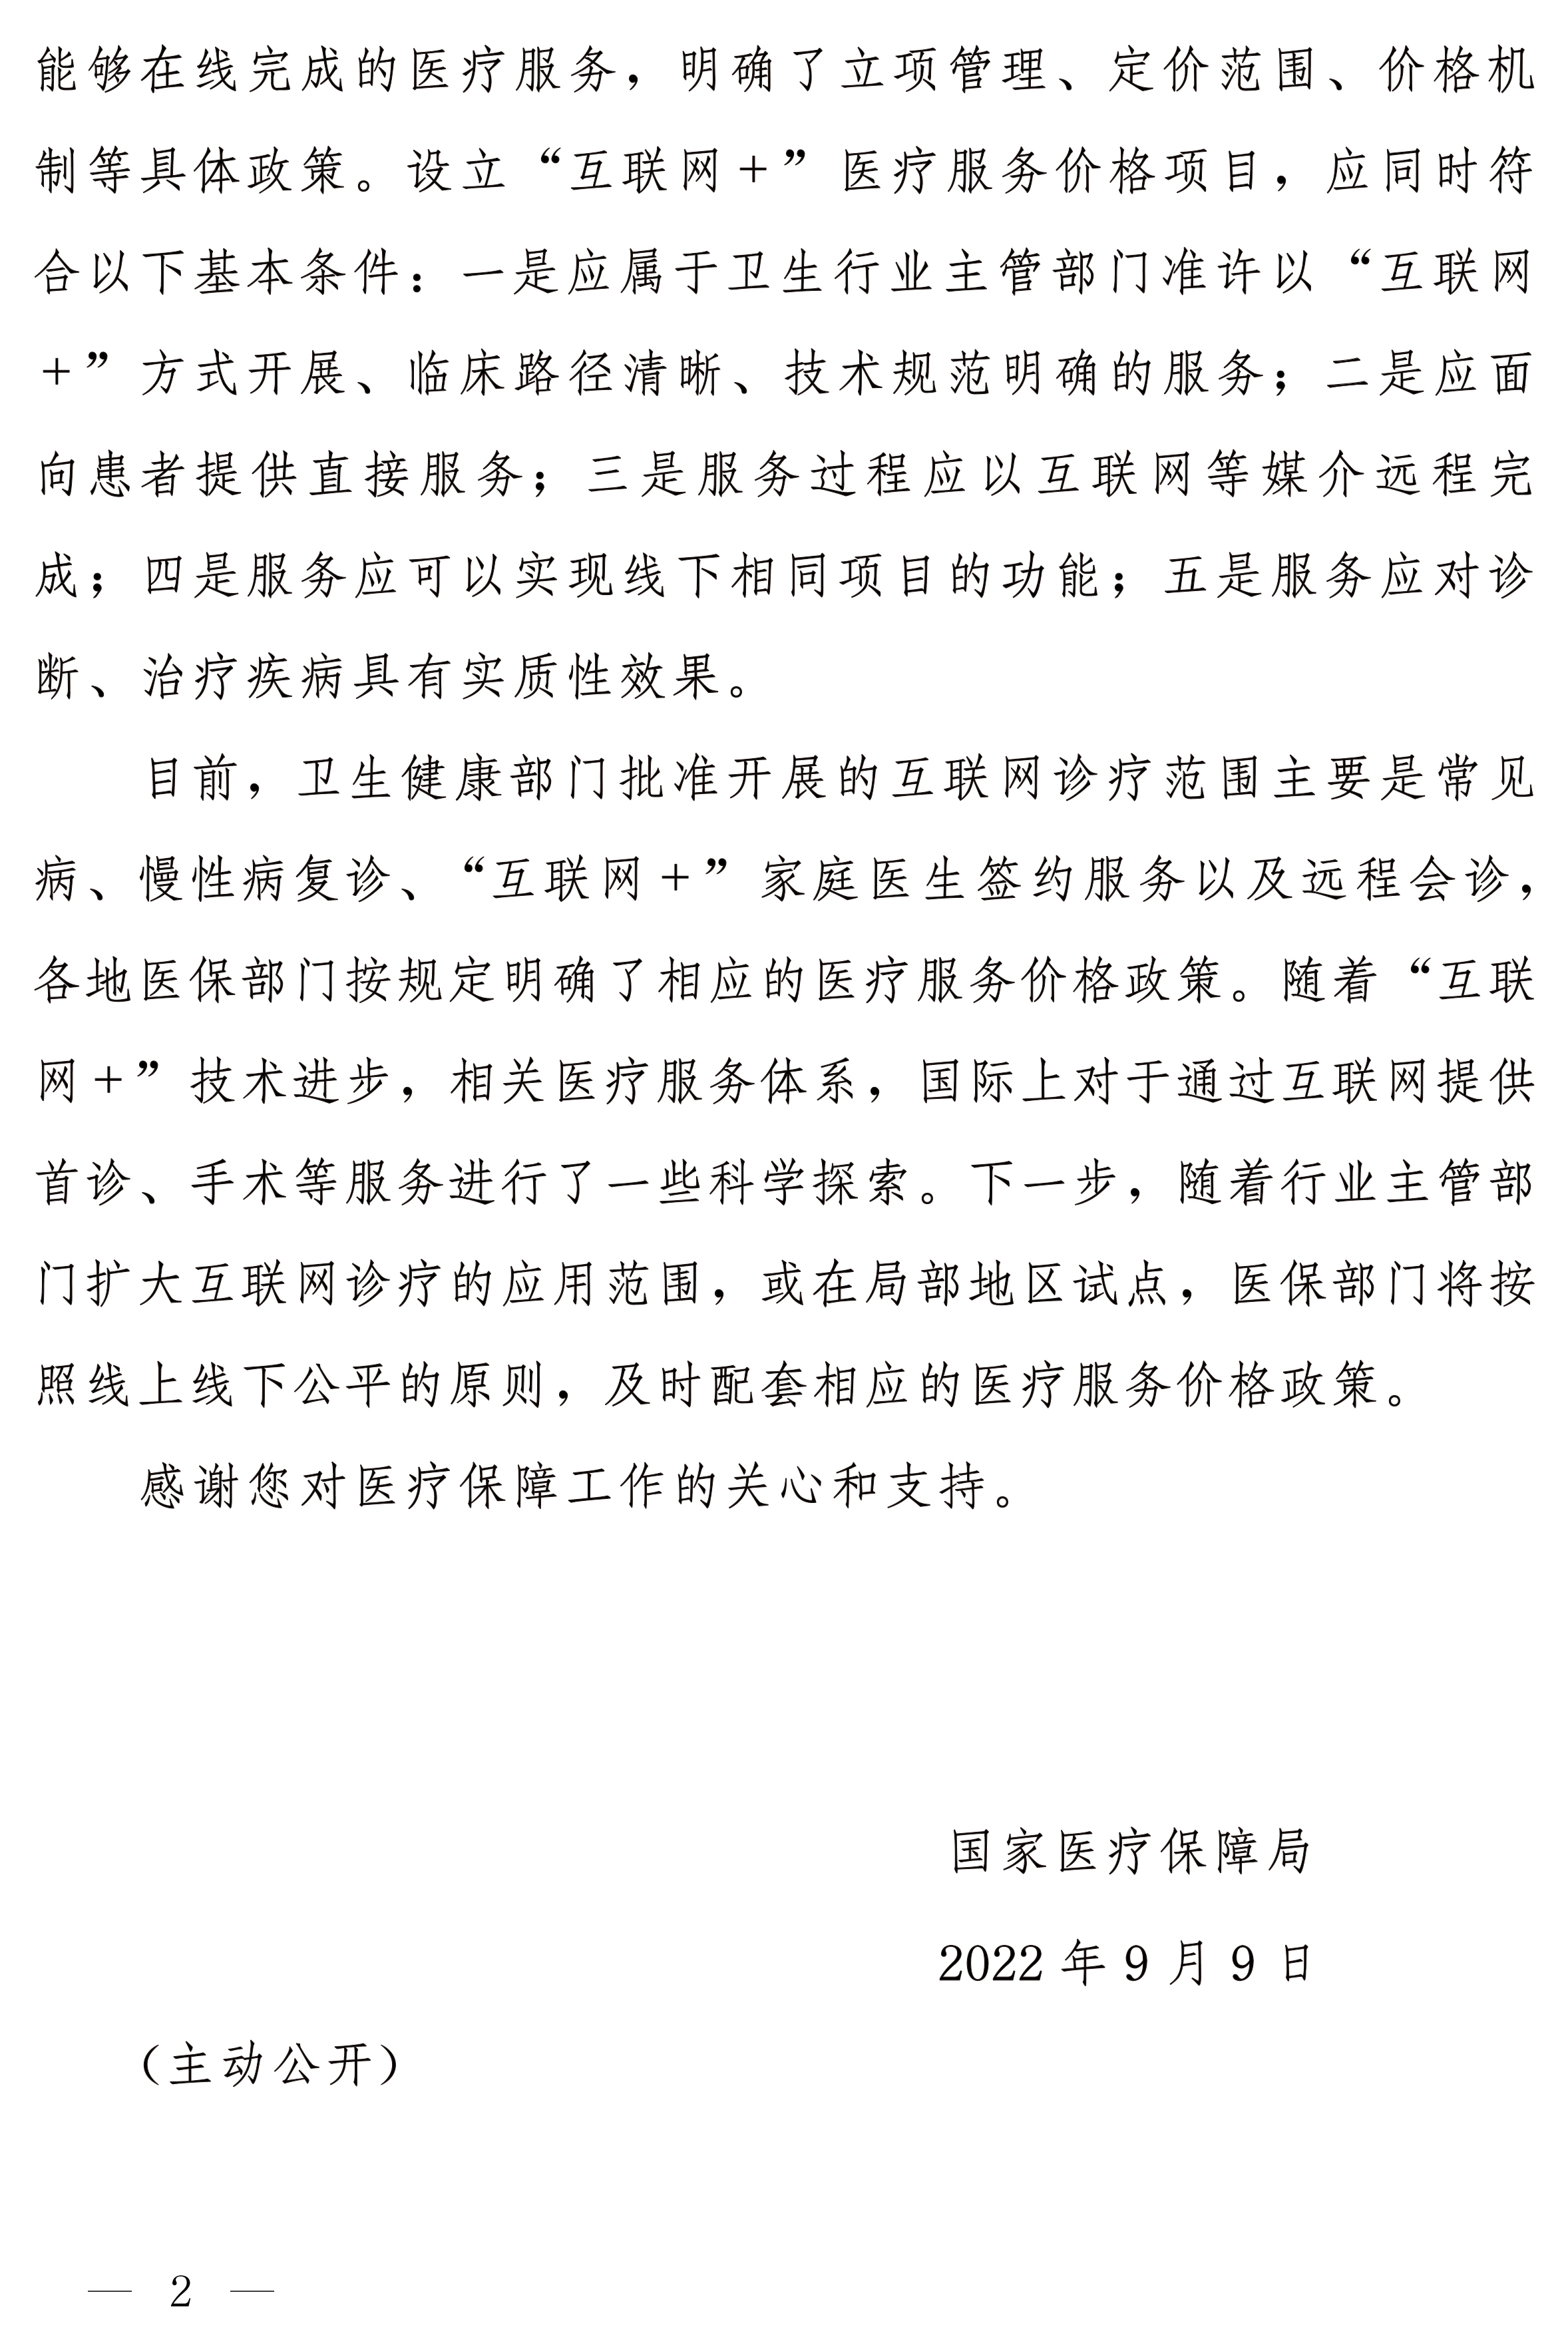 能够在线完成的医疗服务，明确了立项管理、定价范围、价格机
制等具体政策。设立“互联网+”医疗服务价格项目，应同时符
合以下基本条件：一是应属于卫生行业主管部门准许以“互联网
+”方式开展、临床路径清晰、技术规范明确的服务；二是应面
向患者提供直接服务；三是服务过程应以互联网等媒介远程完
成；四是服务应可以实现线下相同项目的功能；五是服务应对诊
断、治疗疾病具有实质性效果。
目前，卫生健康部门批准开展的互联网诊疗范围主要是常见
病、慢性病复诊、“互联网+”家庭医生签约服务以及远程会诊，
各地医保部门按规定明确了相应的医疗服务价格政策。随着“互联
网+”技术进步，相关医疗服务体系，国际上对于通过互联网提供
首诊、手术等服务进行了一些科学探索。下一步，随着行业主管部
门扩大互联网诊疗的应用范围，或在局部地区试点，医保部门将按
照线上线下公平的原则，及时配套相应的医疗服务价格政策。
感谢您对医疗保障工作的关心和支持。
国家医疗保障局
2022 年 9 月 9 日
（主动公开）
— 2 —